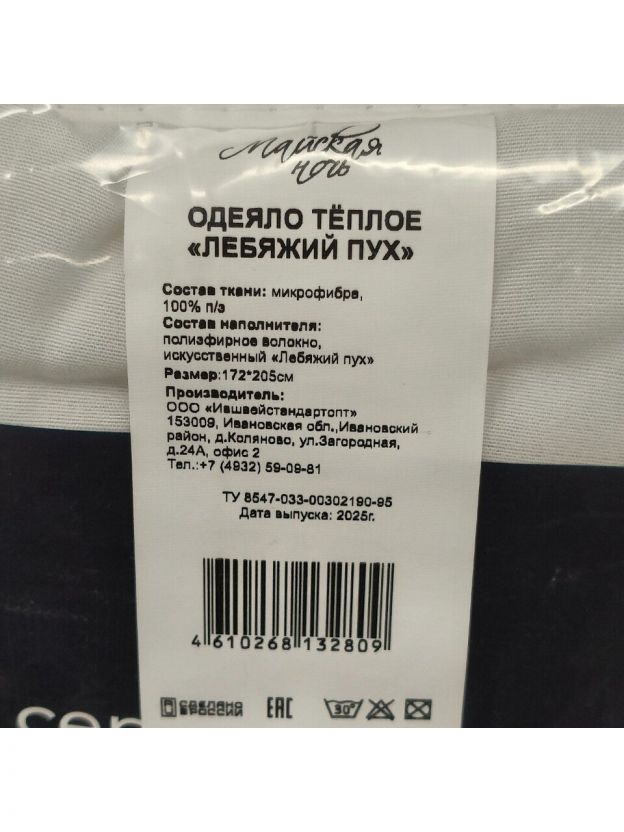 Майская
ночь
ОДЕЯЛО ТЁПЛОЕ
«ЛЕБЯЖИЙ ПУХ»
Состав ткани: микрофибра,
100% п/э
Состав наполнителя:
полиэфирное волокно,
искусственный «Лебяжий пух»
Размер:172*205см
Производитель:
ООО «Ившвейстандартопт»
153009, Ивановская обл.,Ивановский
район, д.Коляново, ул.Загородная,
д.24А, офис 2
Тел.:+7 (4932) 59-09-81
ТУ 8547-033-00302190-95
Дата выпуска: 2025г.
4 610268 132809
СДЕЛАНО
В РОССИИ
EAC
30°